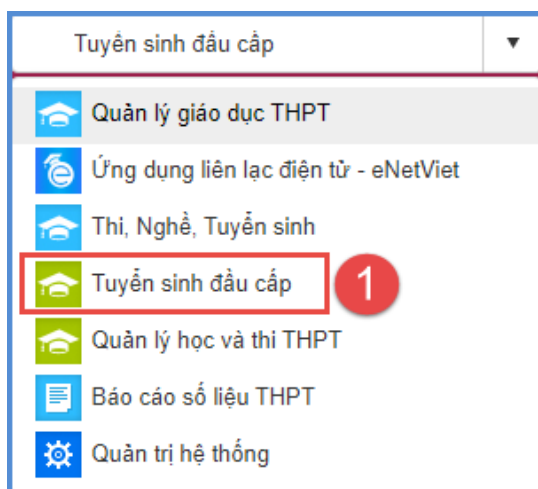 Tuyển sinh đầu cấp
Quản lý giáo dục THPT
Ứng dụng liên lạc điện tử - eNetViet
Thi, Nghề, Tuyển sinh
Tuyển sinh đầu cấp 1
Quản lý học và thi THPT
Báo cáo số liệu THPT
Quản trị hệ thống